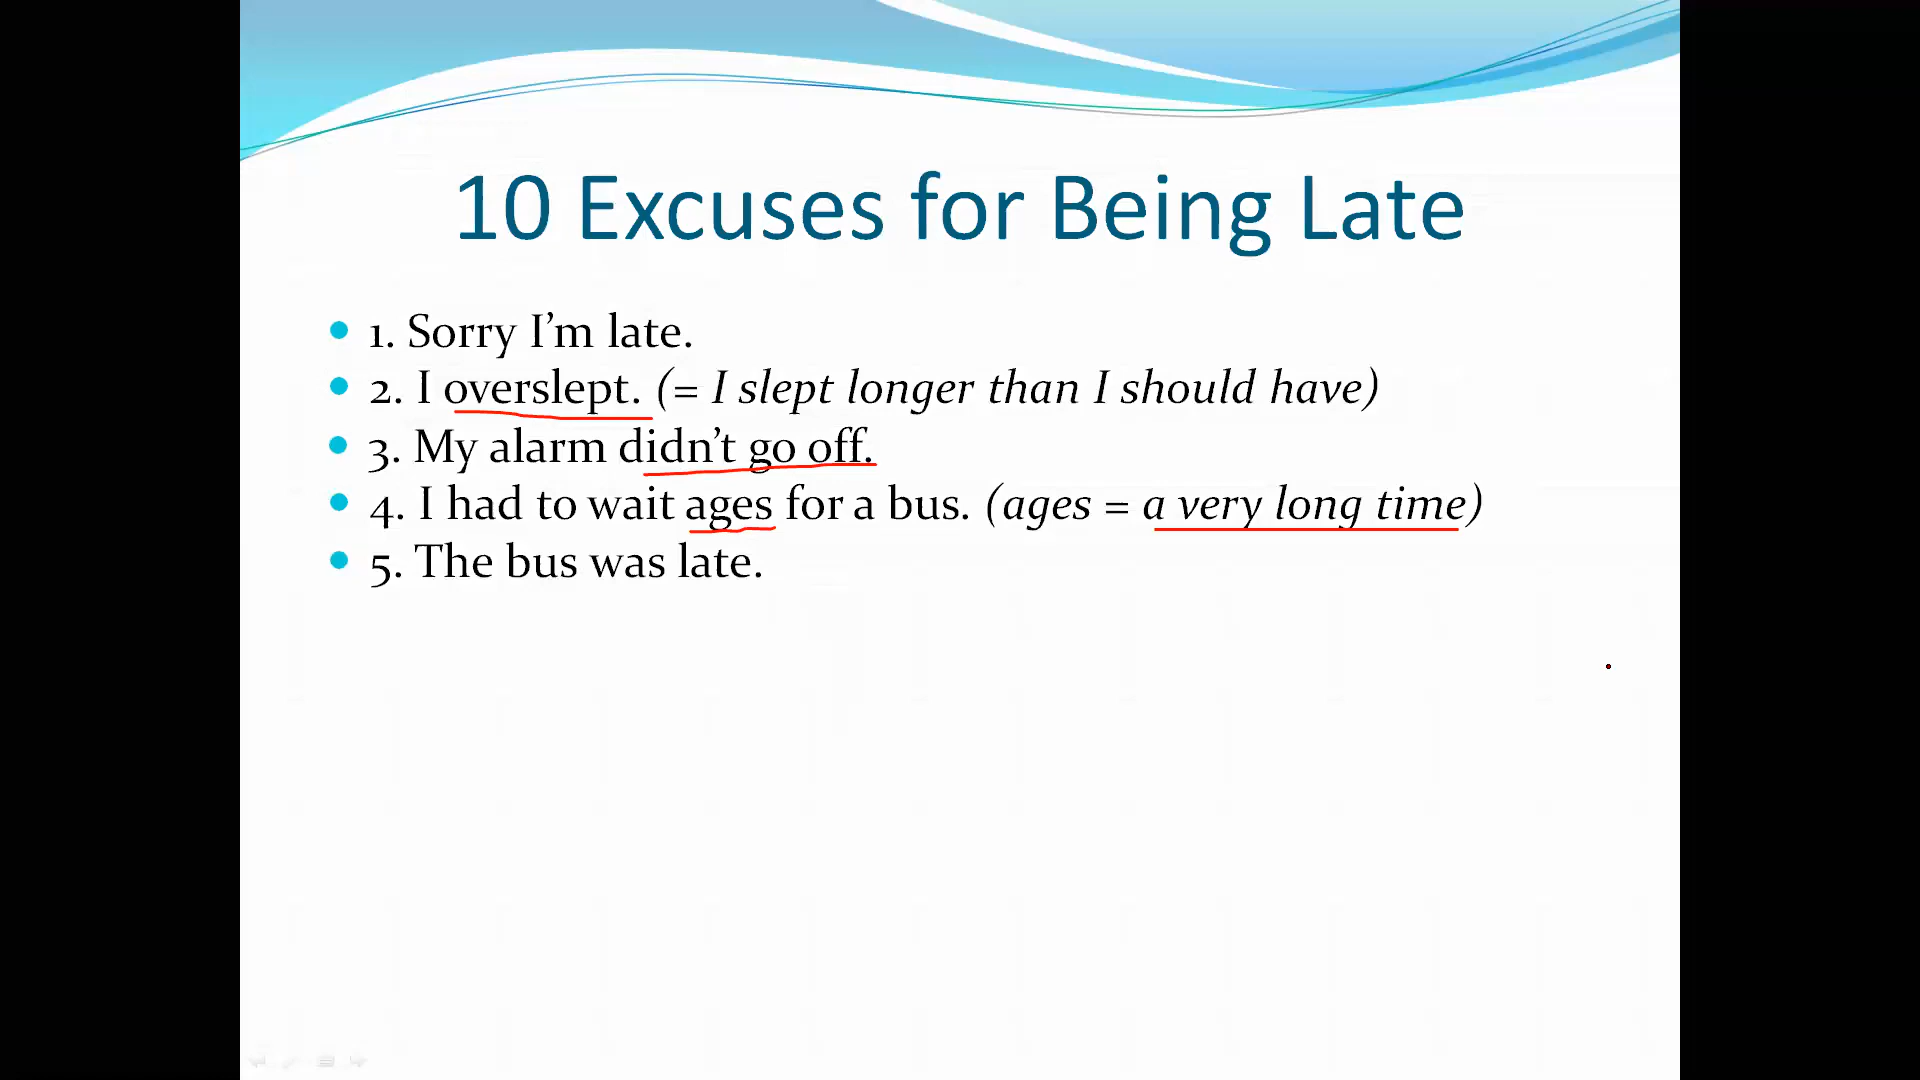 10 Excuses for Being Late
• 1. Sorry I’m late.
• 2. I overslept. (= I slept longer than I should have)
• 3. My alarm didn’t go off.
• 4. I had to wait ages for a bus. (ages = a very long time)
• 5. The bus was late.